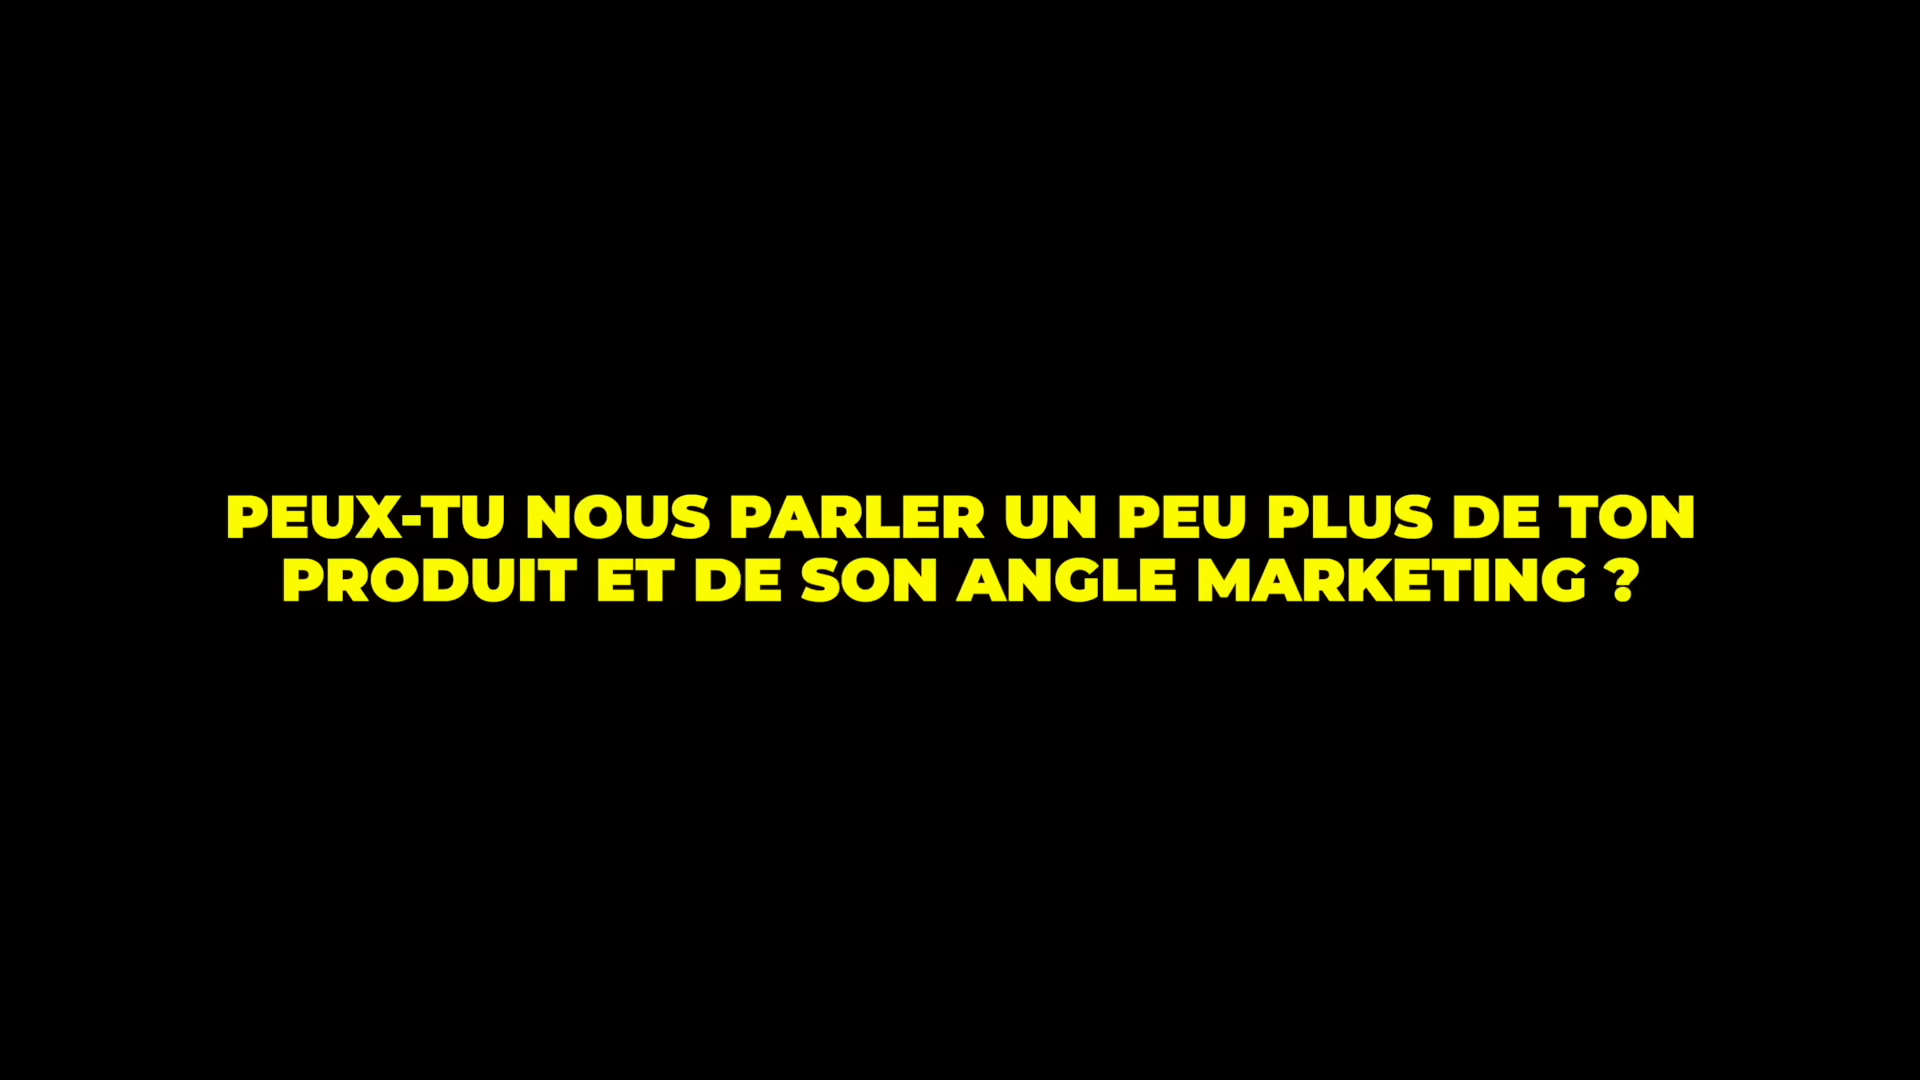 PEUX-TU NOUS PARLER UN PEU PLUS DE TON
PRODUIT ET DE SON ANGLE MARKETING ?